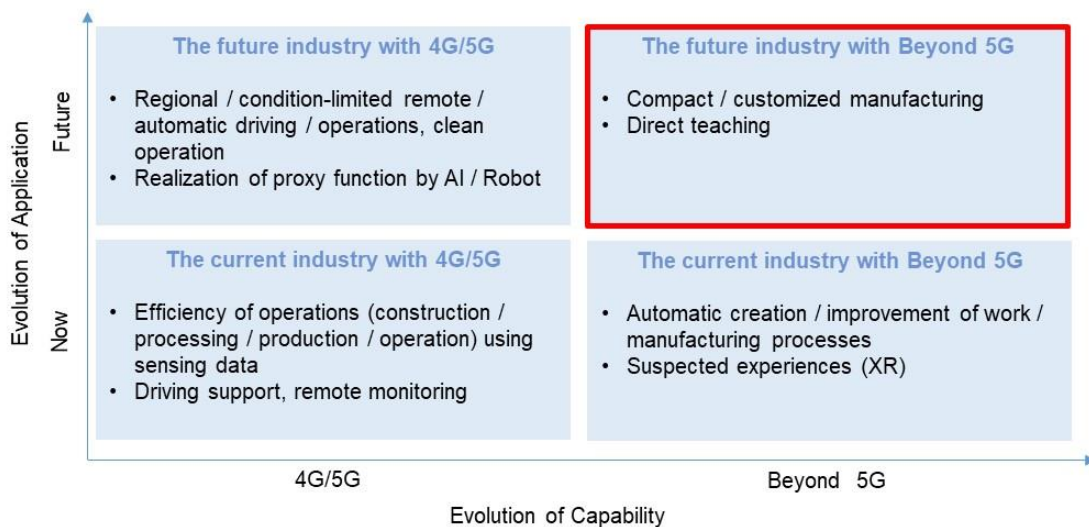 The future industry with 4G/5G
• Regional / condition-limited remote /
automatic driving / operations, clean
operation
• Realization of proxy function by AI / Robot
The future industry with Beyond 5G
• Compact / customized manufacturing
• Direct teaching
The current industry with 4G/5G
• Efficiency of operations (construction /
processing / production / operation) using
sensing data
• Driving support, remote monitoring
The current industry with Beyond 5G
• Automatic creation / improvement of work /
manufacturing processes
• Suspected experiences (XR)
Evolution of Application
Future
Now
4G/5G
Beyond 5G
Evolution of Capability